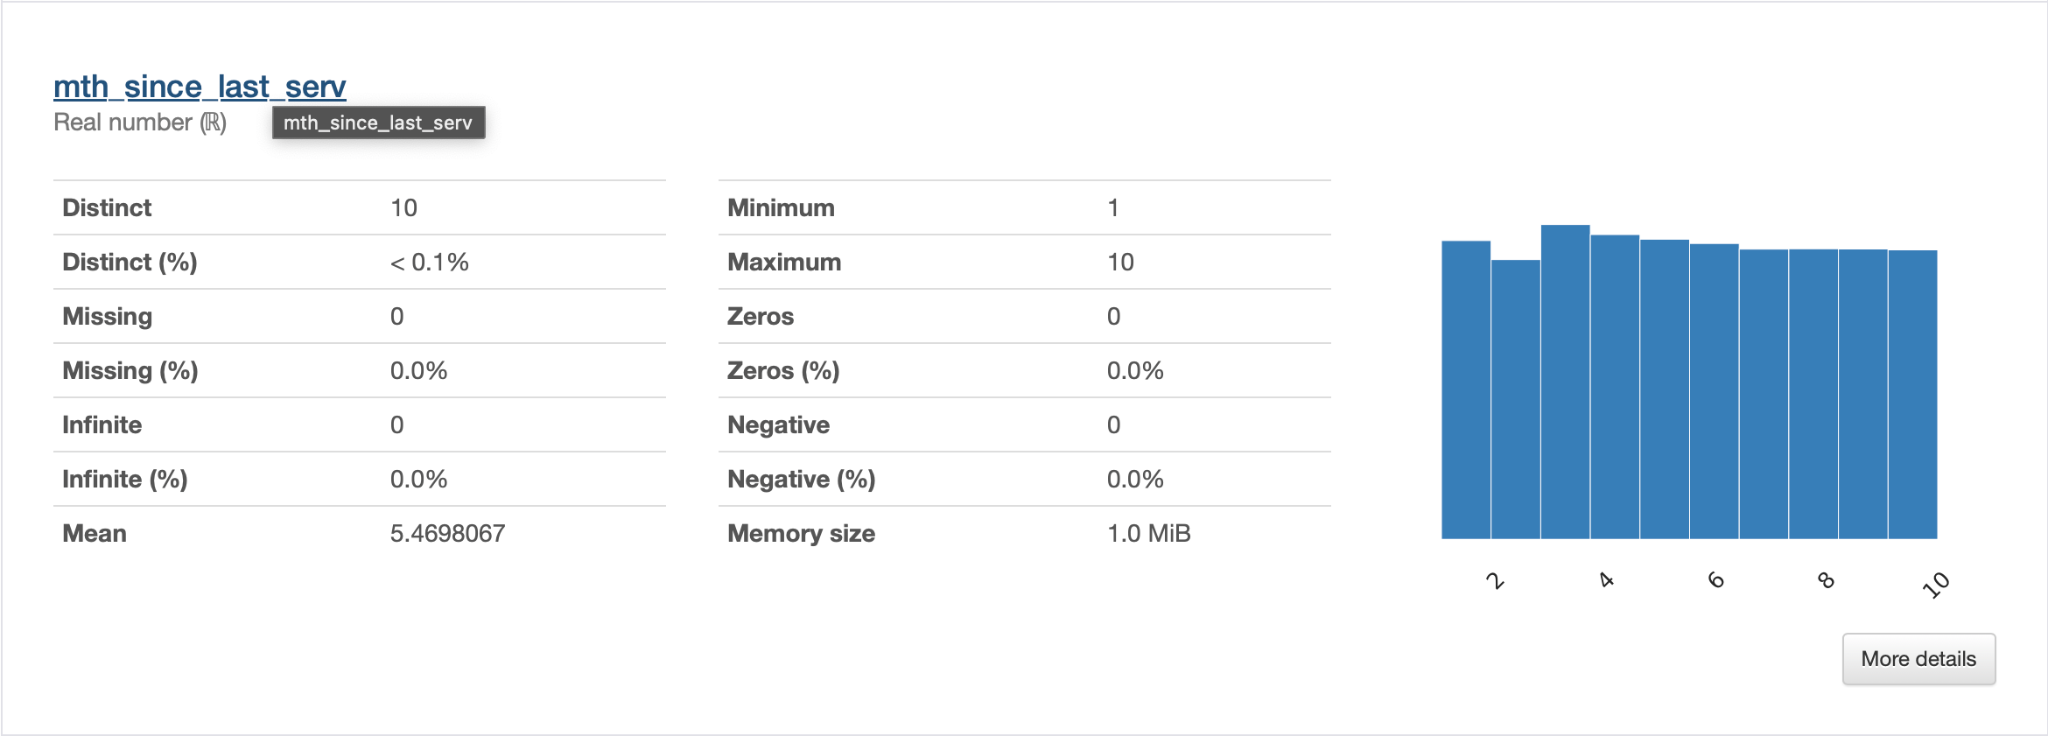 mth_since_last_serv
Real number (ℝ)
mth_since_last_serv
Distinct 10
Distinct (%) < 0.1%
Missing 0
Missing (%) 0.0%
Infinite 0
Infinite (%) 0.0%
Mean 5.4698067
Minimum 1
Maximum 10
Zeros 0
Zeros (%) 0.0%
Negative 0
Negative (%) 0.0%
Memory size 1.0 MiB
2 4 6 8 10
More details